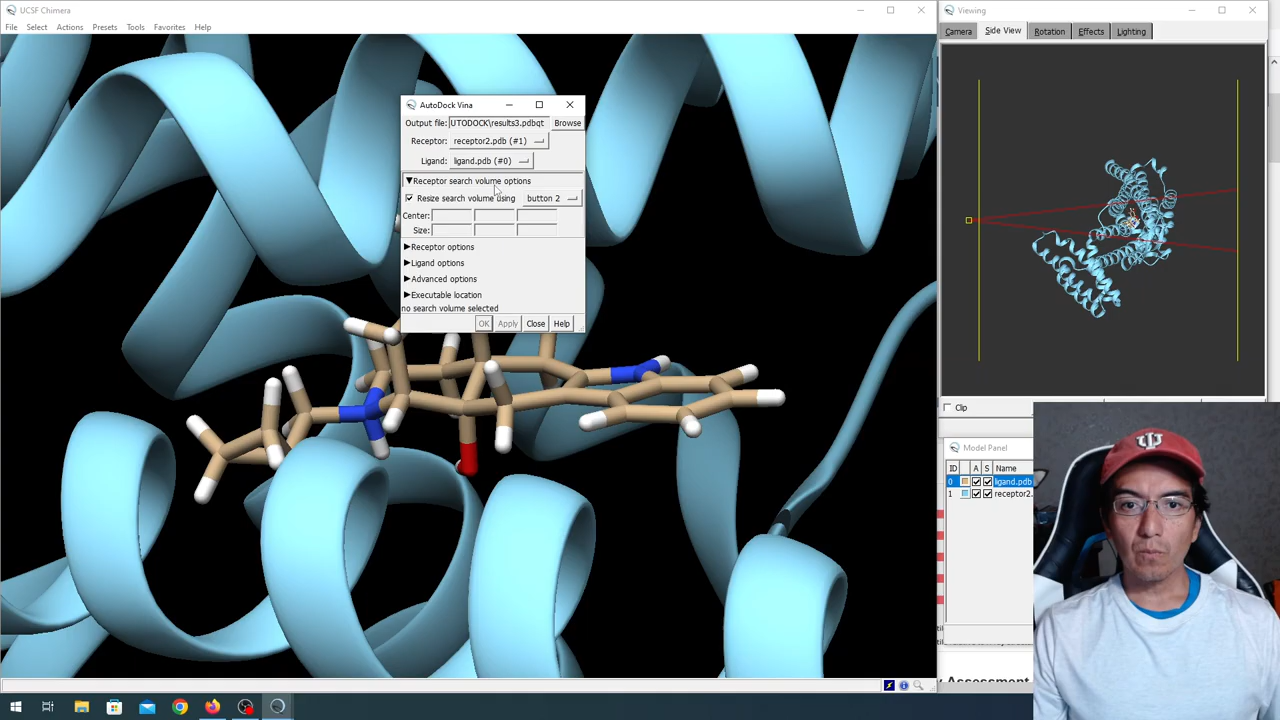 UCSF Chimera
File Select Actions Presets Tools Favorites Help
AutoDock Vina
Output file: UTODOCK\results3.pdbqt Browse
Receptor: receptor2.pdb (#1)
Ligand: ligand.pdb (#0)
▼Receptor search volume options
Resize search volume using button 2
Center:
Size:
▶Receptor options
▶Ligand options
▶Advanced options
▶Executable location
no search volume selected
OK Apply Close Help
Viewing
Camera Side View Rotation Effects Lighting
Clip
Model Panel
ID A S Name
0 ligand.pdb
1 receptor2.
Assessment